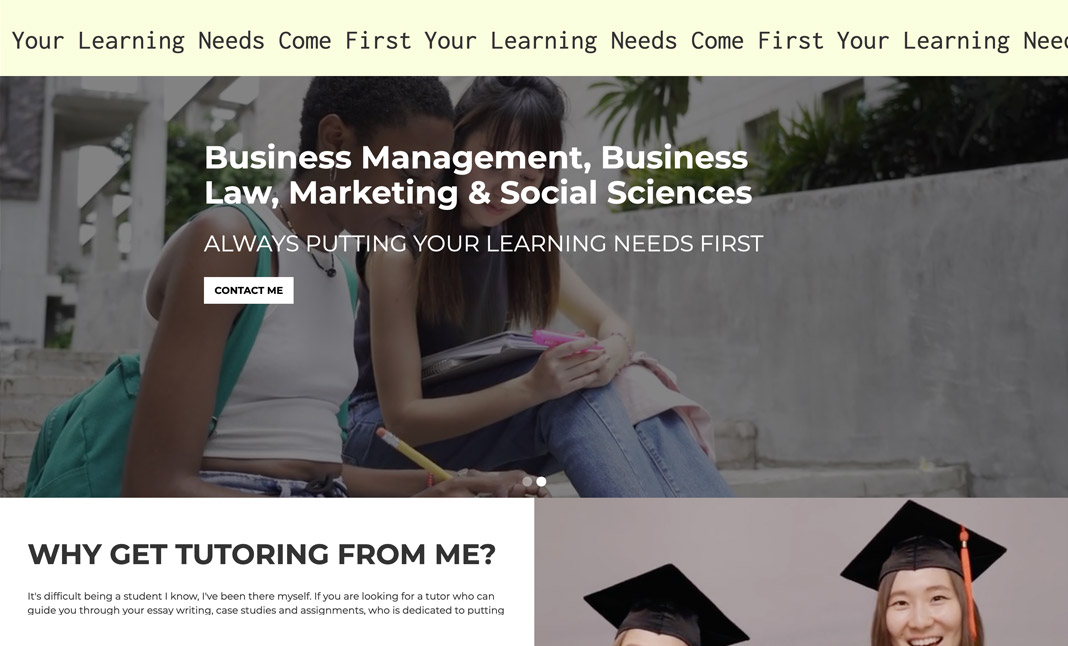 Your Learning Needs Come First Your Learning Needs Come First Your Learning
Business Management, Business
Law, Marketing & Social Sciences
ALWAYS PUTTING YOUR LEARNING NEEDS FIRST
CONTACT ME
WHY GET TUTORING FROM ME?
It's difficult being a student I know, I've been there myself. If you are looking for a tutor who can
guide you through your essay writing, case studies and assignments, who is dedicated to putting